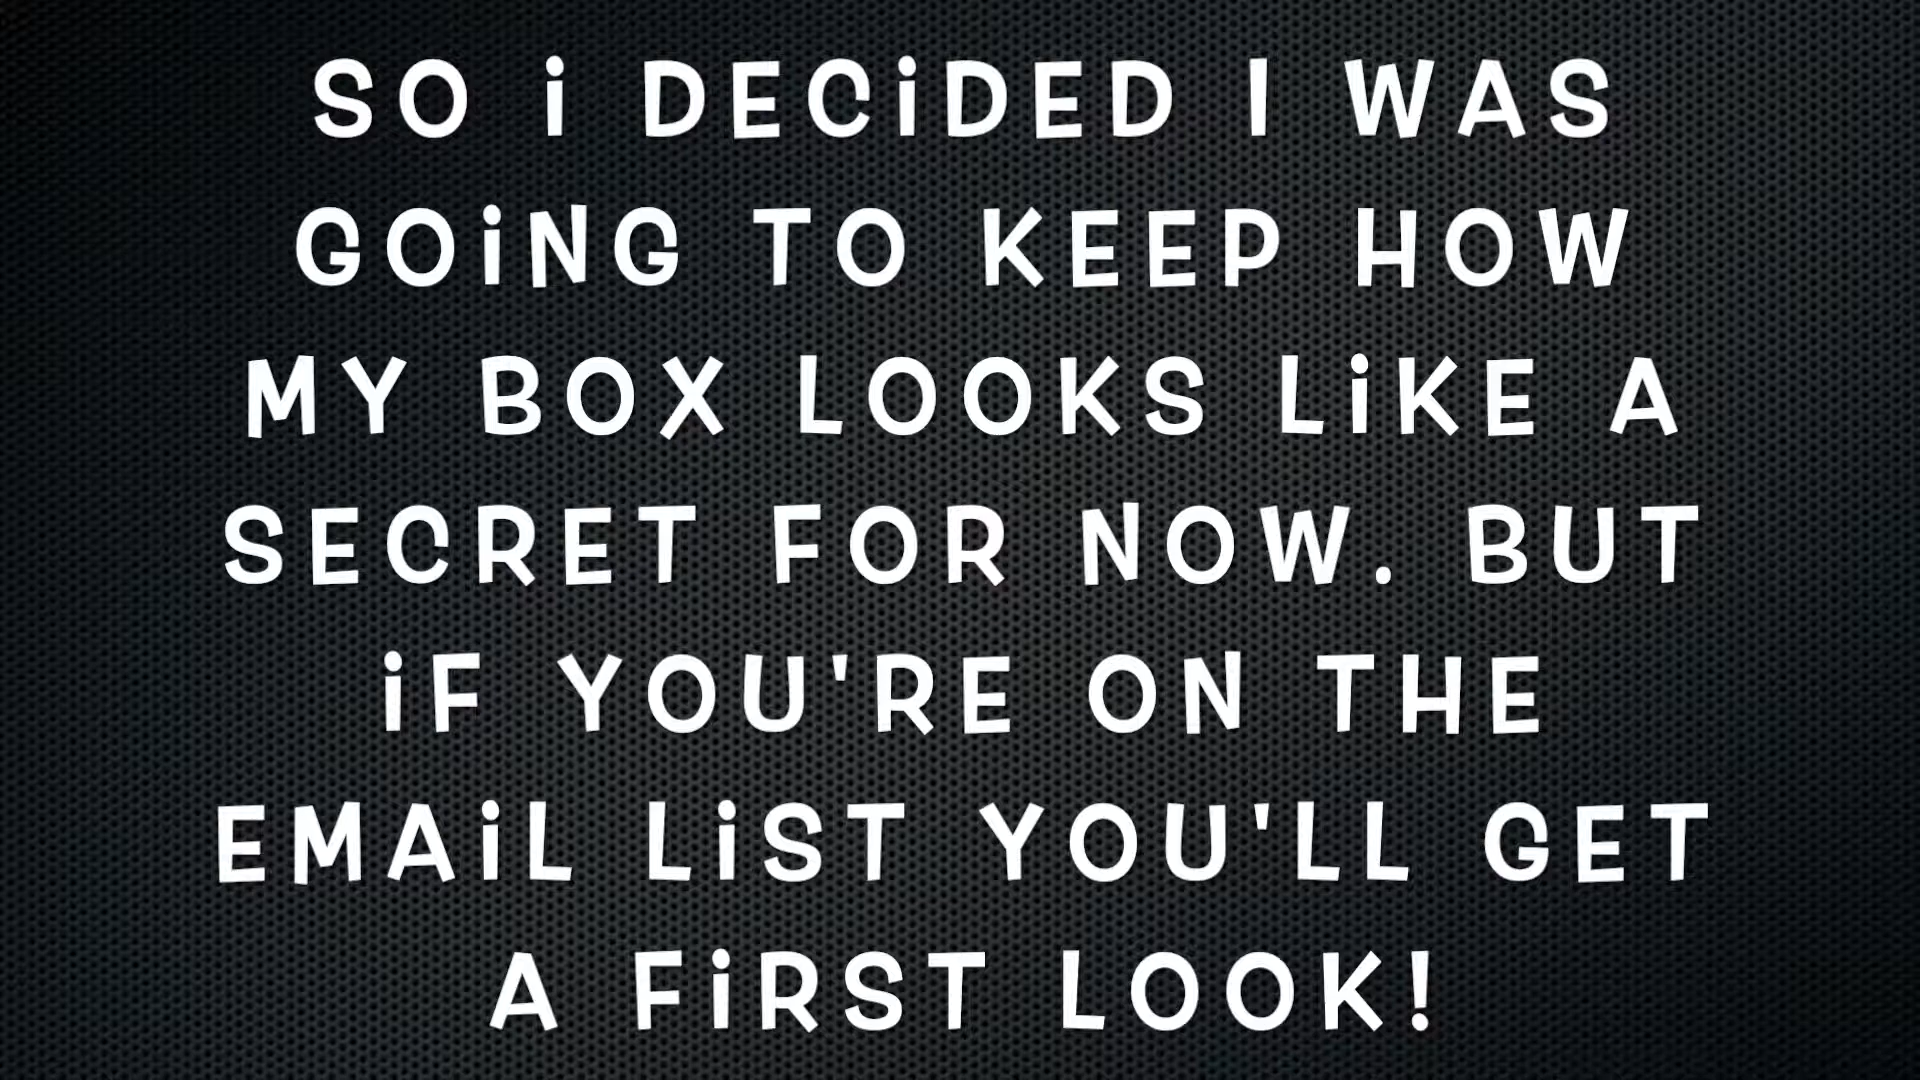 SO i DECiDED I WAS
GOiNG TO KEEP HOW
MY BOX LOOKS LiKE A
SECRET FOR NOW. BUT
iF YOU'RE ON THE
EMAiL LiST YOU'LL GET
A FiRST LOOK!